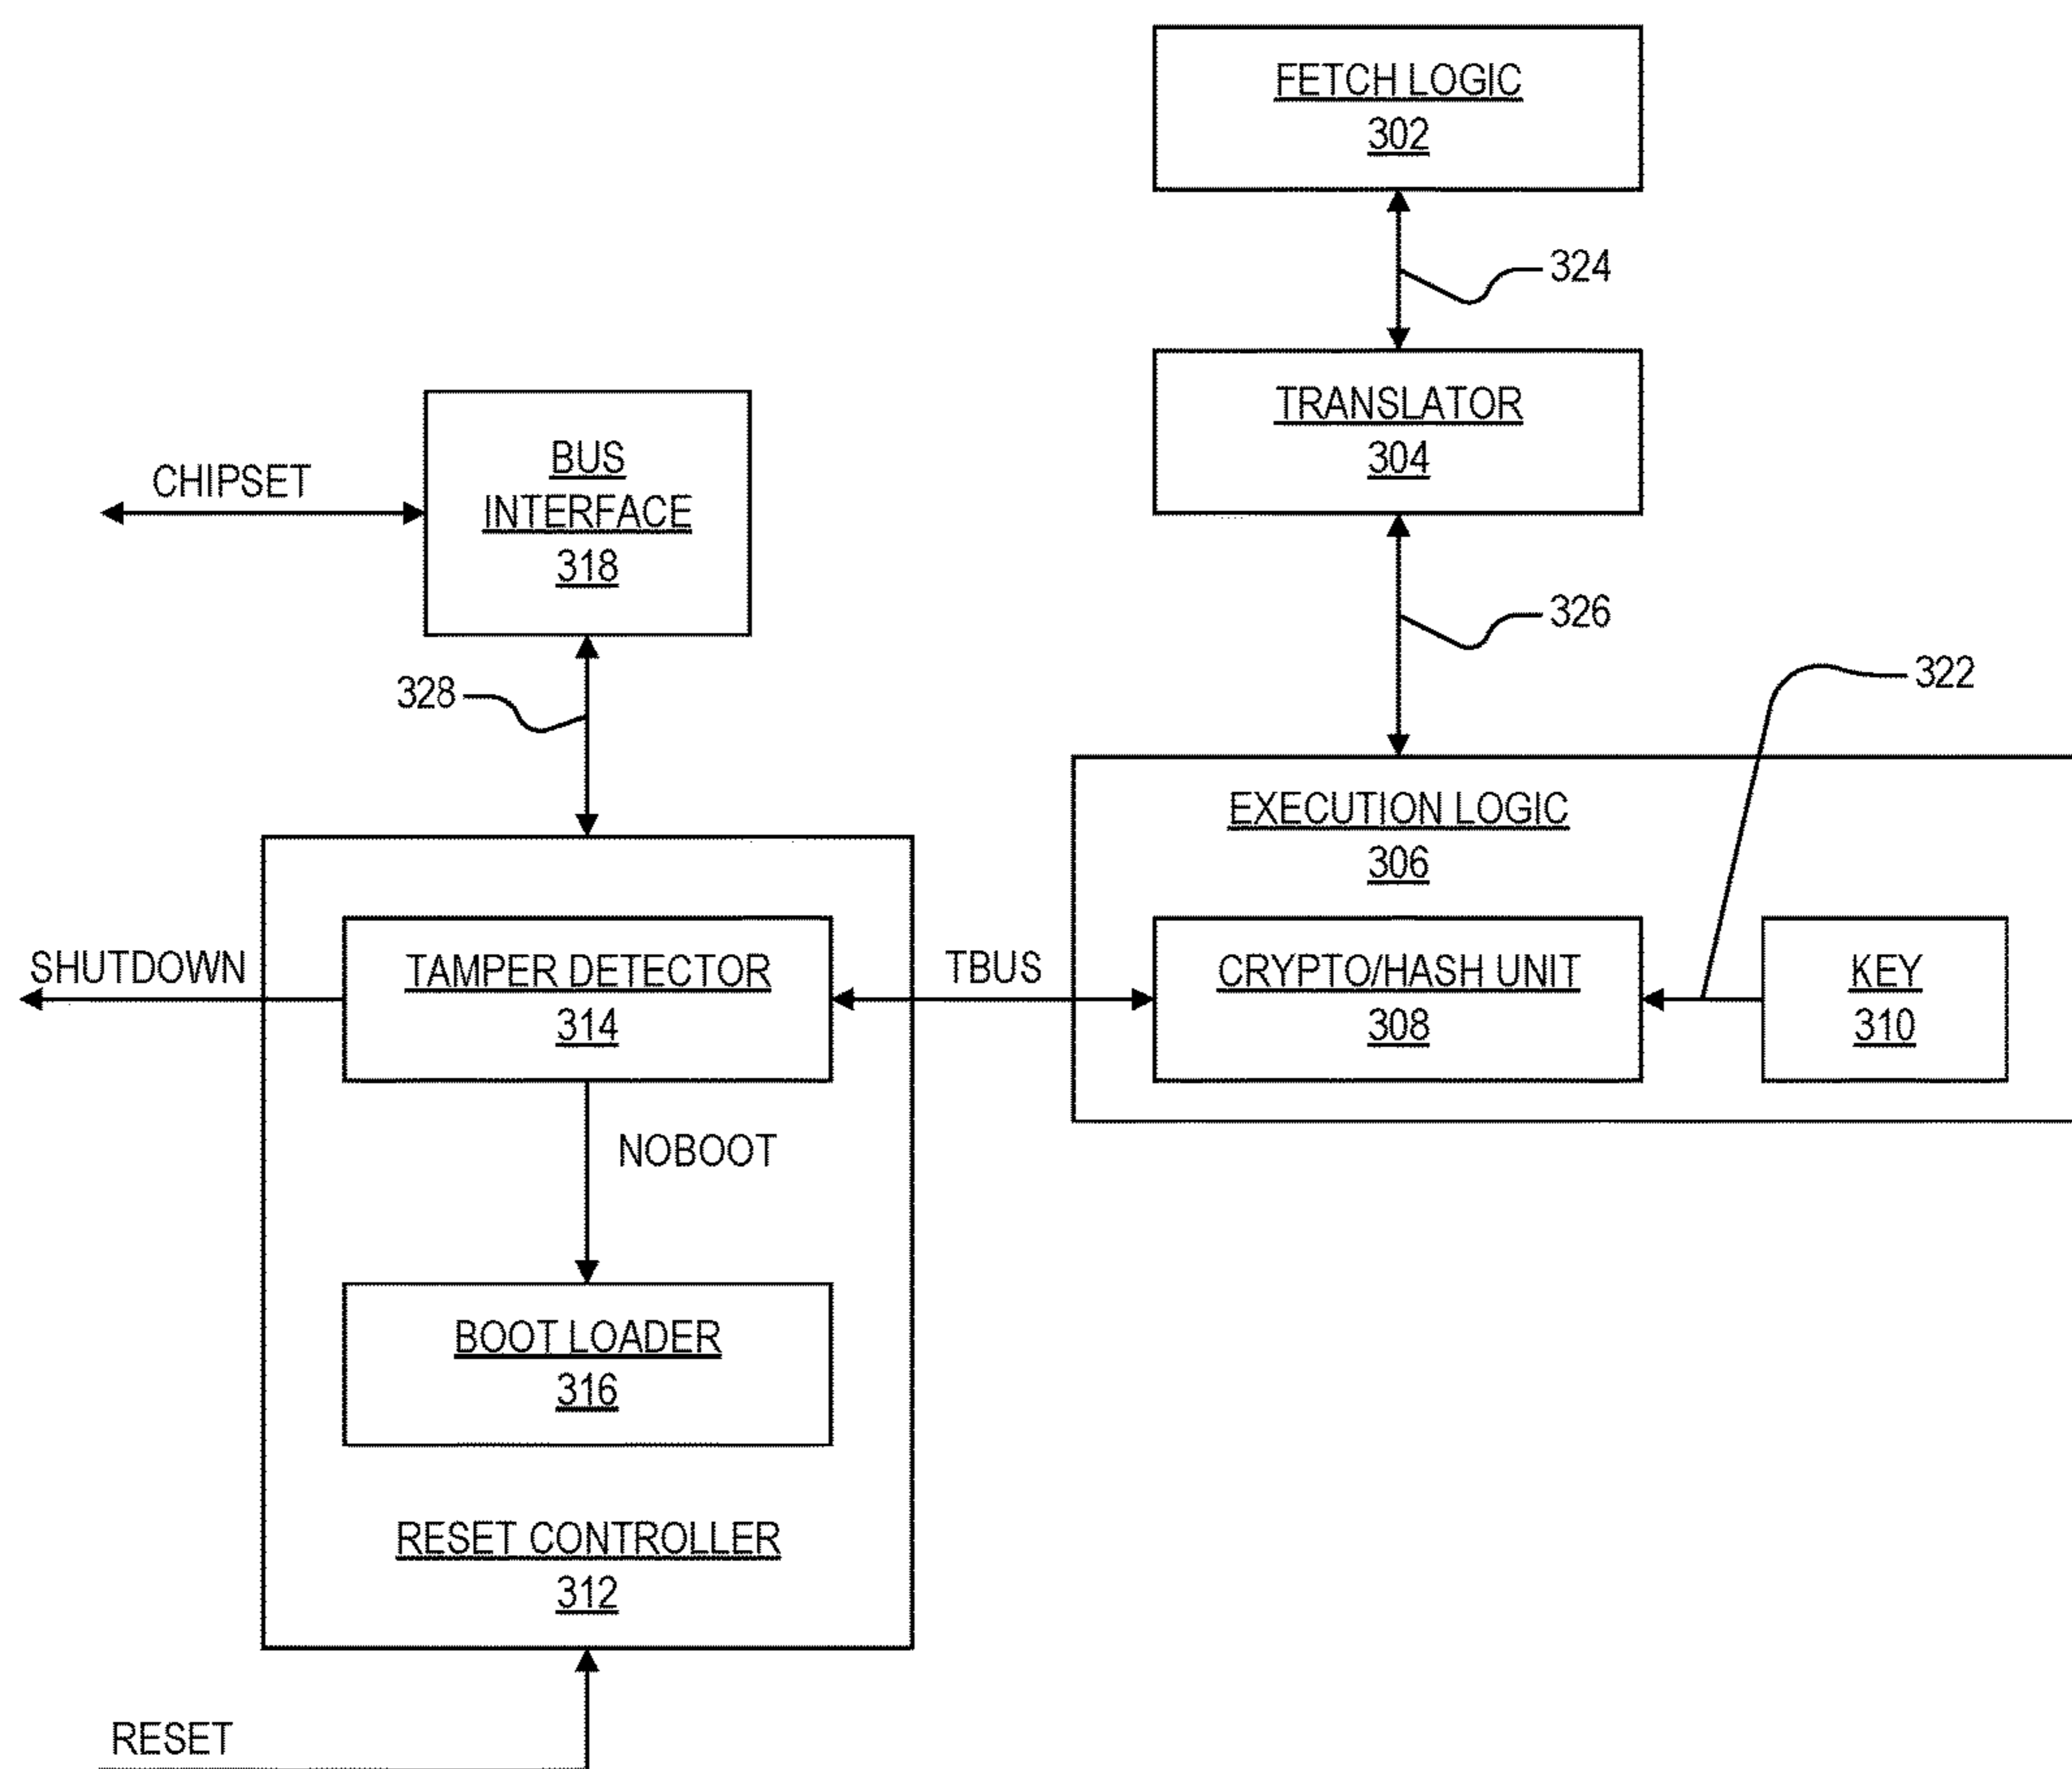 FETCH LOGIC
302
324
TRANSLATOR
304
CHIPSET
BUS
INTERFACE
318
326
328
322
EXECUTION LOGIC
306
SHUTDOWN
TAMPER DETECTOR
314
TBUS
CRYPTO/HASH UNIT
308
KEY
310
NOBOOT
BOOT LOADER
316
RESET CONTROLLER
312
RESET